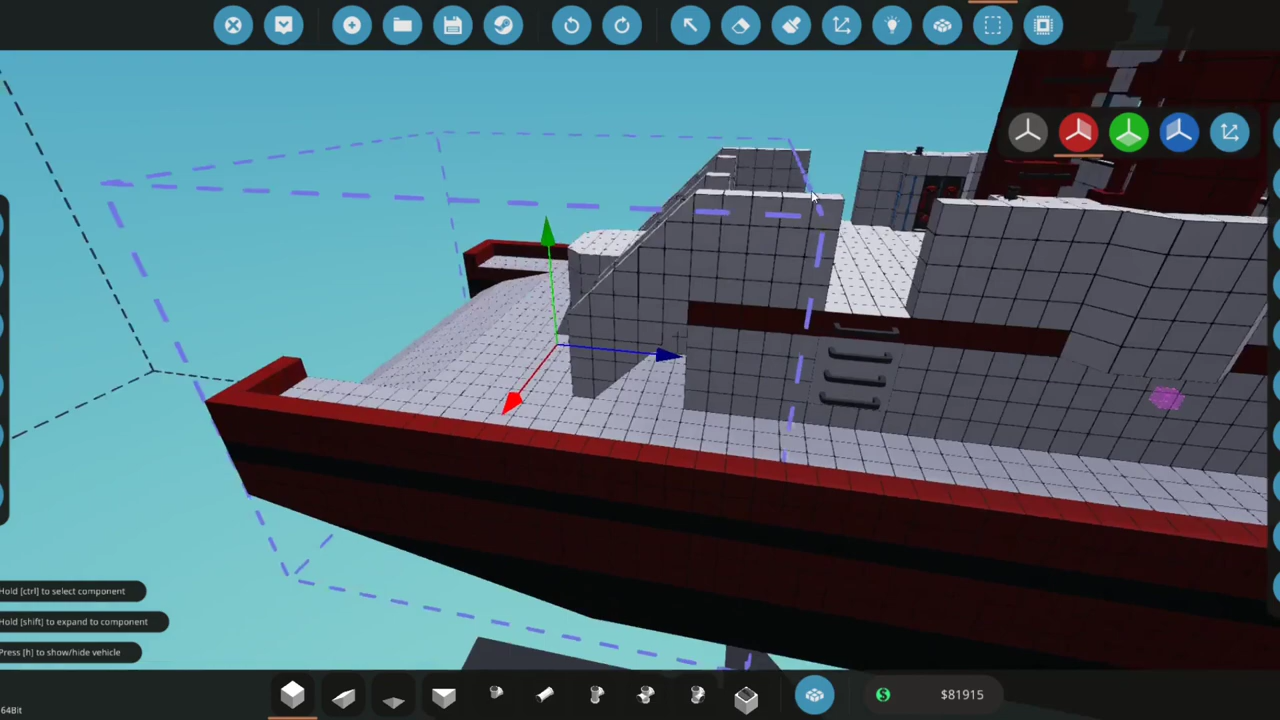 Hold [ctrl] to select component
Hold [shift] to expand to component
Press [h] to show/hide vehicle
64Bit
$ $81915